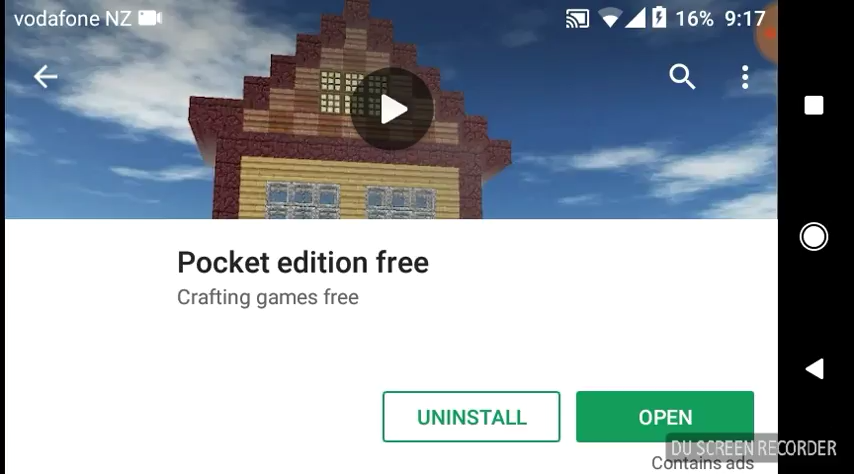 vodafone NZ 16% 9:17
Pocket edition free
Crafting games free
UNINSTALL OPEN
DU SCREEN RECORDER
Contains ads